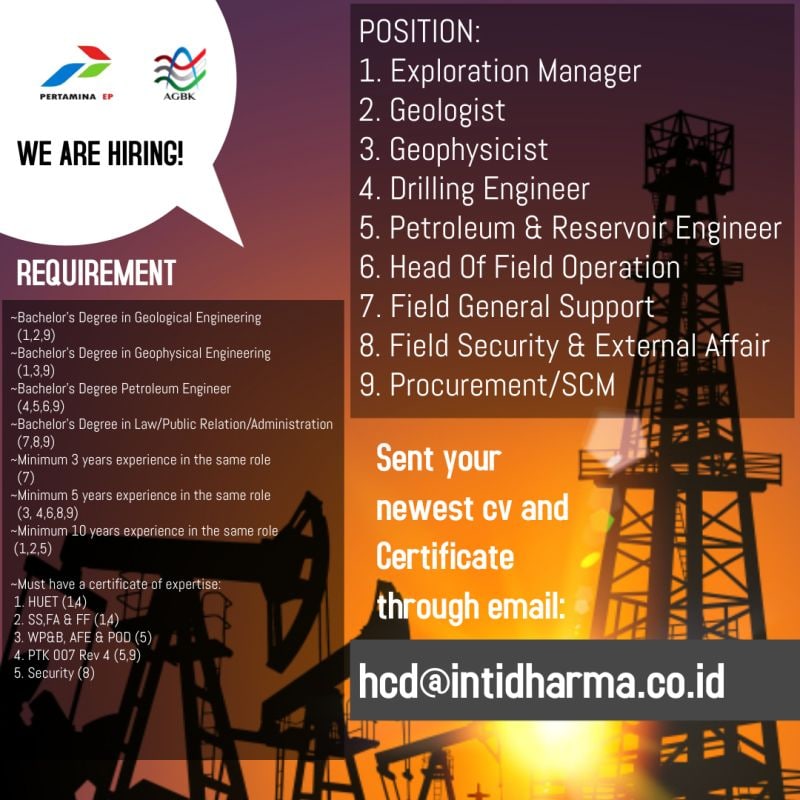 PERTAMINA EP
AGBK
WE ARE HIRING!
REQUIREMENT
~Bachelor's Degree in Geological Engineering
(1,2,9)
~Bachelor's Degree in Geophysical Engineering
(1,3,9)
~Bachelor's Degree Petroleum Engineer
(4,5,6,9)
~Bachelor's Degree in Law/Public Relation/Administration
(7,8,9)
~Minimum 3 years experience in the same role
(7)
~Minimum 5 years experience in the same role
(3, 4,6,8,9)
~Minimum 10 years experience in the same role
(1,2,5)
~Must have a certificate of expertise:
1. HUET (1,4)
2. SS,FA & FF (1,4)
3. WP&B, AFE & POD (5)
4. PTK 007 Rev 4 (5,9)
5. Security (8)
POSITION:
1. Exploration Manager
2. Geologist
3. Geophysicist
4. Drilling Engineer
5. Petroleum & Reservoir Engineer
6. Head Of Field Operation
7. Field General Support
8. Field Security & External Affair
9. Procurement/SCM
Sent your
newest cv and
Certificate
through email:
hcd@intidharma.co.id